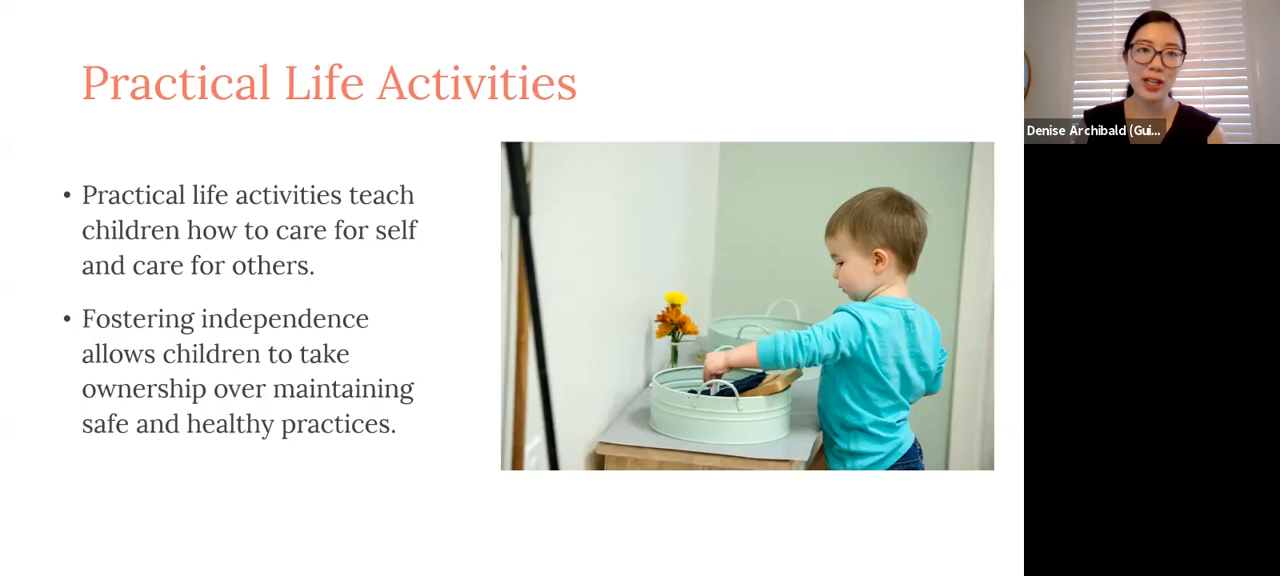 Practical Life Activities
• Practical life activities teach
children how to care for self
and care for others.
• Fostering independence
allows children to take
ownership over maintaining
safe and healthy practices.
Denise Archibald (Gui...